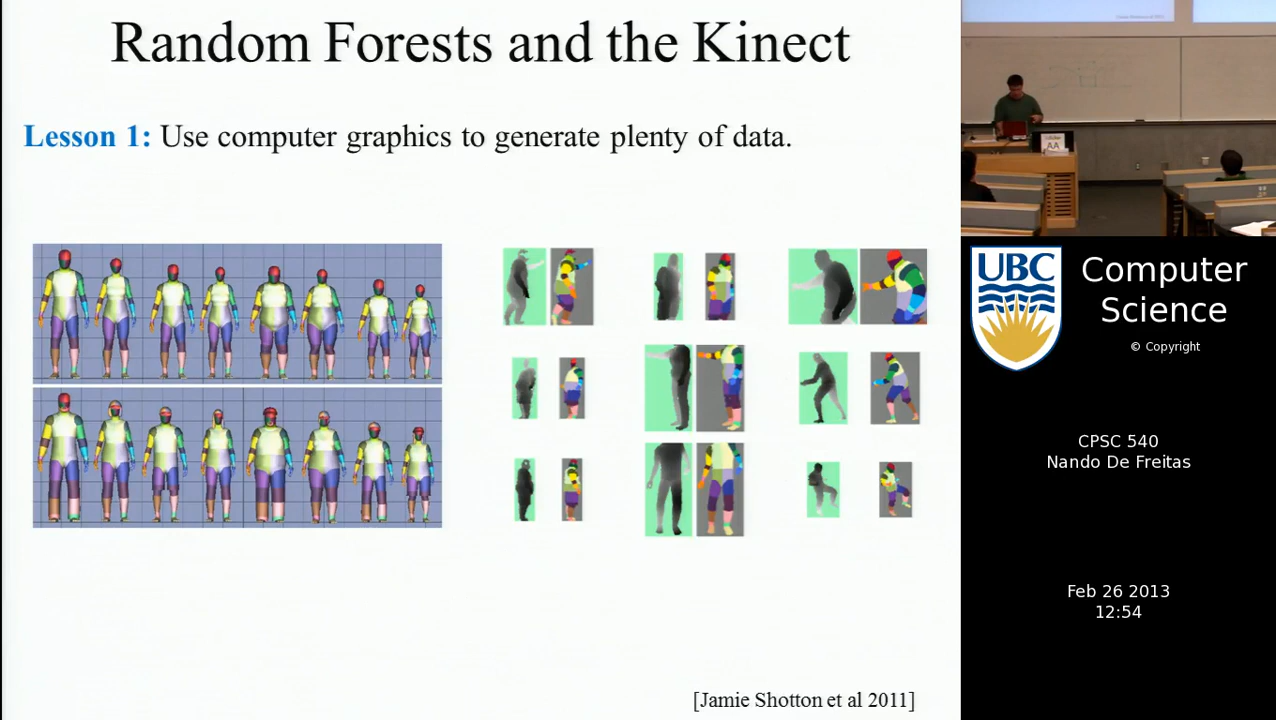 Random Forests and the Kinect
Lesson 1: Use computer graphics to generate plenty of data.
[Jamie Shotton et al 2011]
AA
UBC
Computer
Science
© Copyright
CPSC 540
Nando De Freitas
Feb 26 2013
12:54